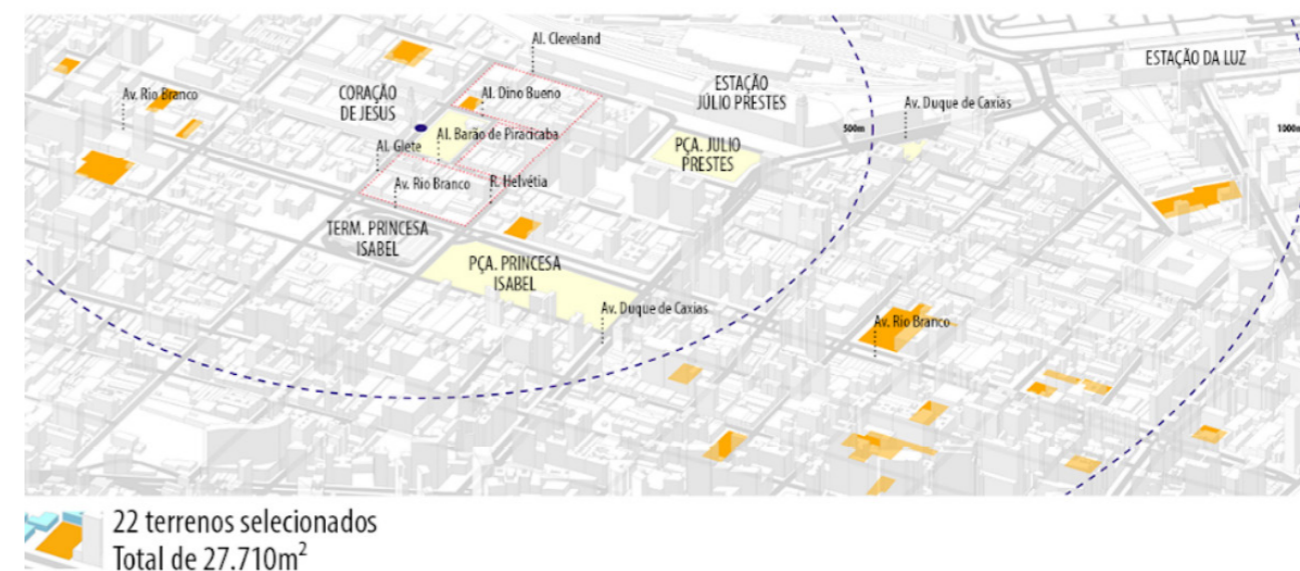 Al. Cleveland
ESTAÇÃO DA LUZ
Av. Rio Branco
CORAÇÃO
DE JESUS
Al. Dino Bueno
ESTAÇÃO
JÚLIO PRESTES
Av. Duque de Caxias
500m
1000m
Al. Barão de Piracicaba
Al. Glete
PÇA. JULIO
PRESTES
Av. Rio Branco
R. Helvétia
TERM. PRINCESA
ISABEL
PÇA. PRINCESA
ISABEL
Av. Duque de Caxias
Av. Rio Branco
22 terrenos selecionados
Total de 27.710m²